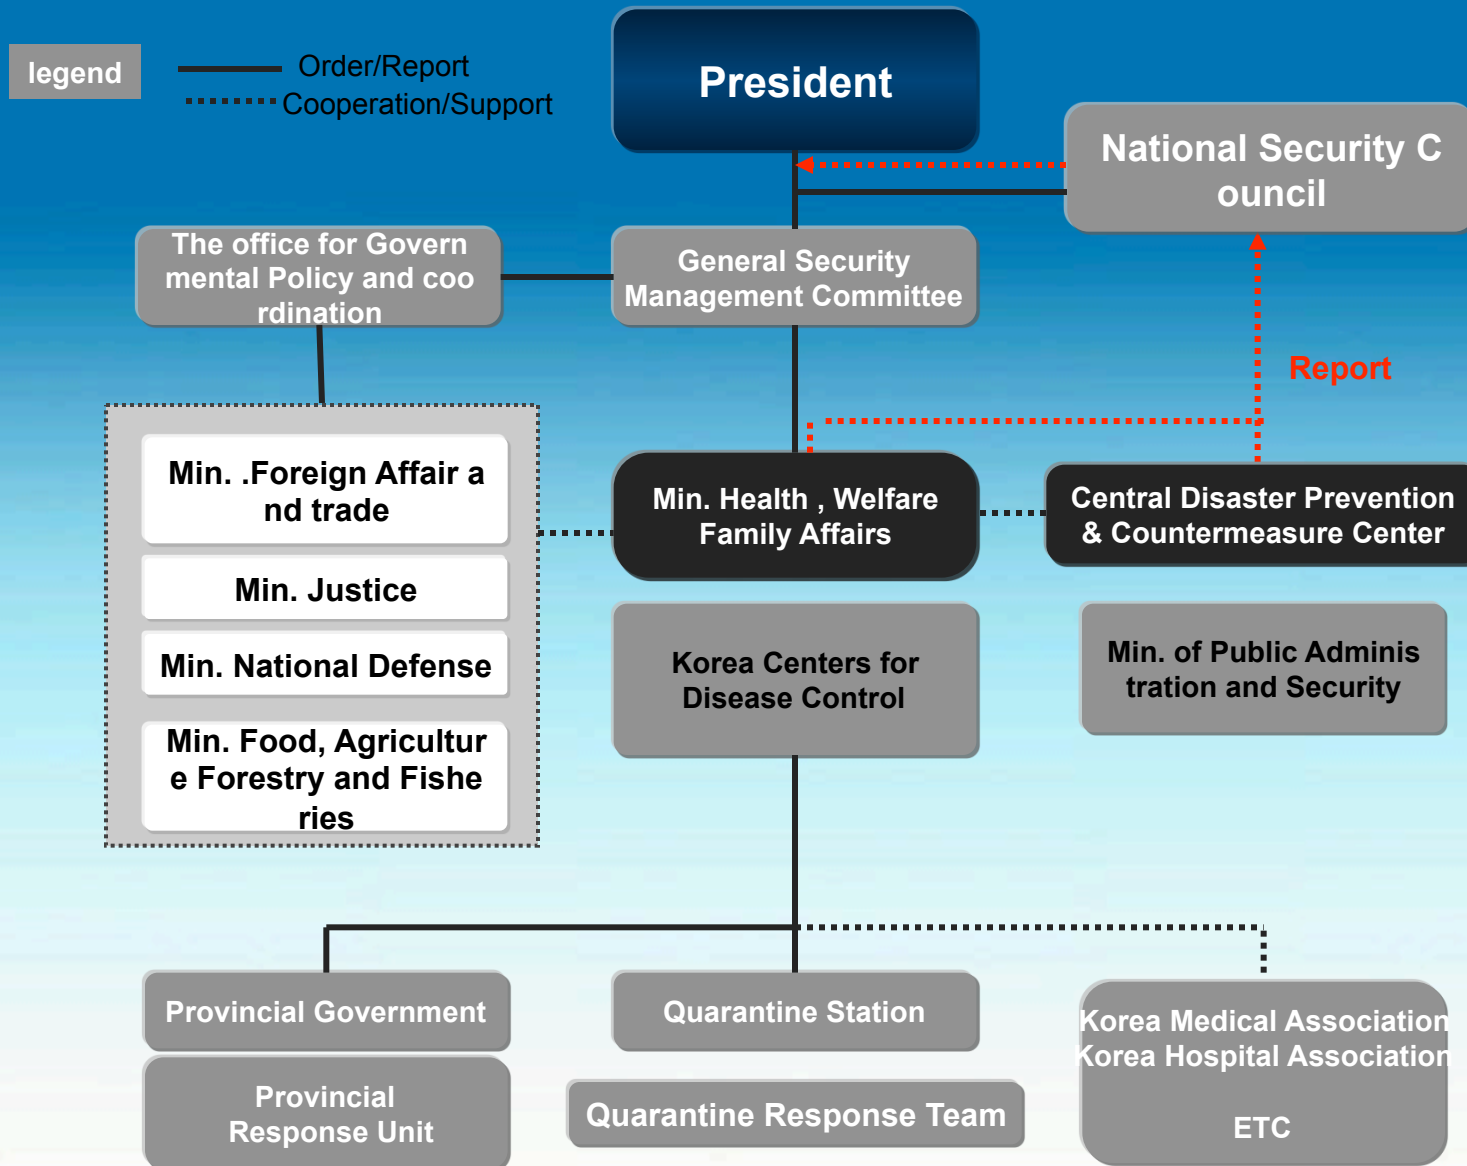 legend
Order/Report
Cooperation/Support
President
National Security C
ouncil
The office for Govern
mental Policy and coo
rdination
General Security
Management Committee
Report
Min. .Foreign Affair a
nd trade
Min. Justice
Min. National Defense
Min. Food, Agricultur
e Forestry and Fishe
ries
Min. Health , Welfare
Family Affairs
Central Disaster Prevention
& Countermeasure Center
Korea Centers for
Disease Control
Min. of Public Adminis
tration and Security
Provincial Government
Provincial
Response Unit
Quarantine Station
Quarantine Response Team
Korea Medical Association
Korea Hospital Association
ETC